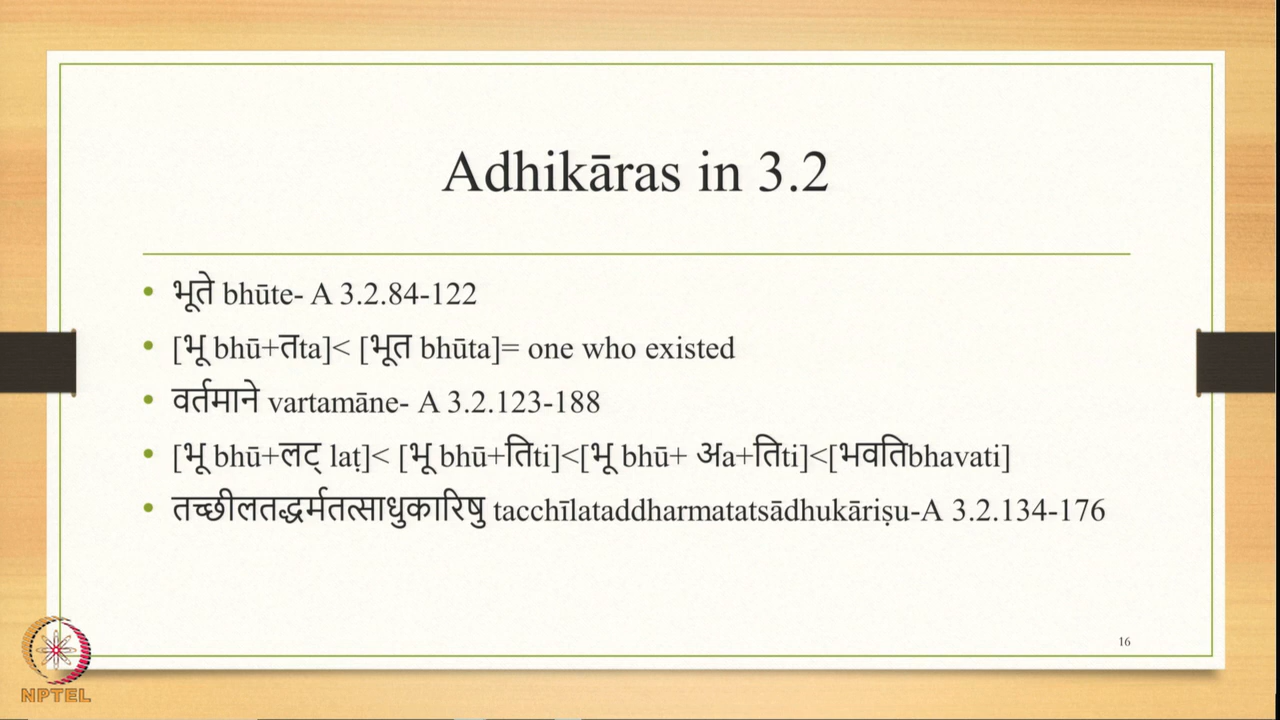 Adhikāras in 3.2
• भूते bhūte- A 3.2.84-122
• [भू bhū+तta]< [भूत bhūta]= one who existed
• वर्तमाने vartamāne- A 3.2.123-188
• [भू bhū+लट् laṭ]< [भू bhū+तिti]<[भू bhū+ अa+तिti]<[भवतिbhavati]
• तच्छीलतद्धर्मतत्साधुकारिषु tacchīlataddharmatatsādhukāriṣu-A 3.2.134-176
16
NPTEL